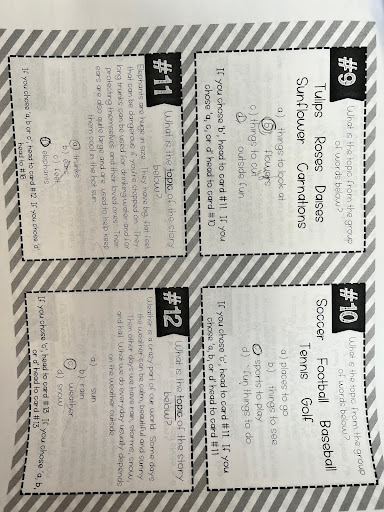 #9
What is the topic from the group
of words below?
Tulips Roses Daises
Sunflower Carnations
a) things to look at
b) flowers
c) things to cut
d. outside fun
If you chose 'b', head to card #11. If you
chose 'a, c, or d' head to card #10
#10
What is the topic from the group
of words below?
Soccer Football Baseball
Tennis Golf
a) places to go
b) things to see
c) sports to play
d) fun things to do
If you chose 'c', head to card #11. If you
chose 'a, b, or d' head to card #11
#11
What is the topic of the story
below?
Elephants are huge in size. They have big, flat feet
that can be dangerous if you're stepped on. Their
long trunks can be used for drinking water and for
protecting themselves and their loved ones. Their
ears are also quite large and are used to help keep
them cool in the hot sun.
a) trunks
b) ears
c) feet
d) elephants
If you chose 'a, b or c', head to card #12. If you chose 'd',
head to #16
#12
What is the topic of the story
below?
Weather is a crazy part of our world. Some days
the weather can be calm, beautiful and sunny.
Then other days we have rain, storms, snow,
and hail. What we do everyday usually depends
on the weather outside.
a) sun
b) rain
c) weather
d) snow
If you chose 'c', head to #13. If you chose 'a, b,
or d' head to #13